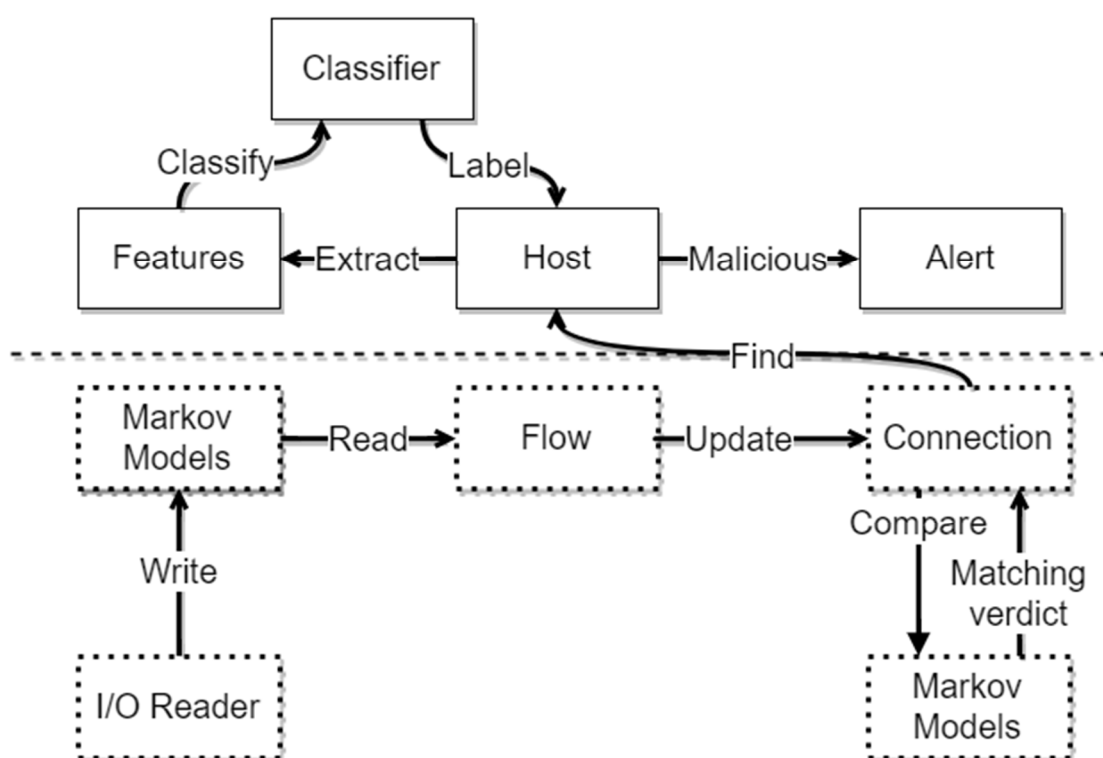 Classifier
Classify
Label
Features
Extract
Host
Malicious
Alert
Find
Markov
Models
Read
Flow
Update
Connection
Compare
Write
Matching
verdict
I/O Reader
Markov
Models